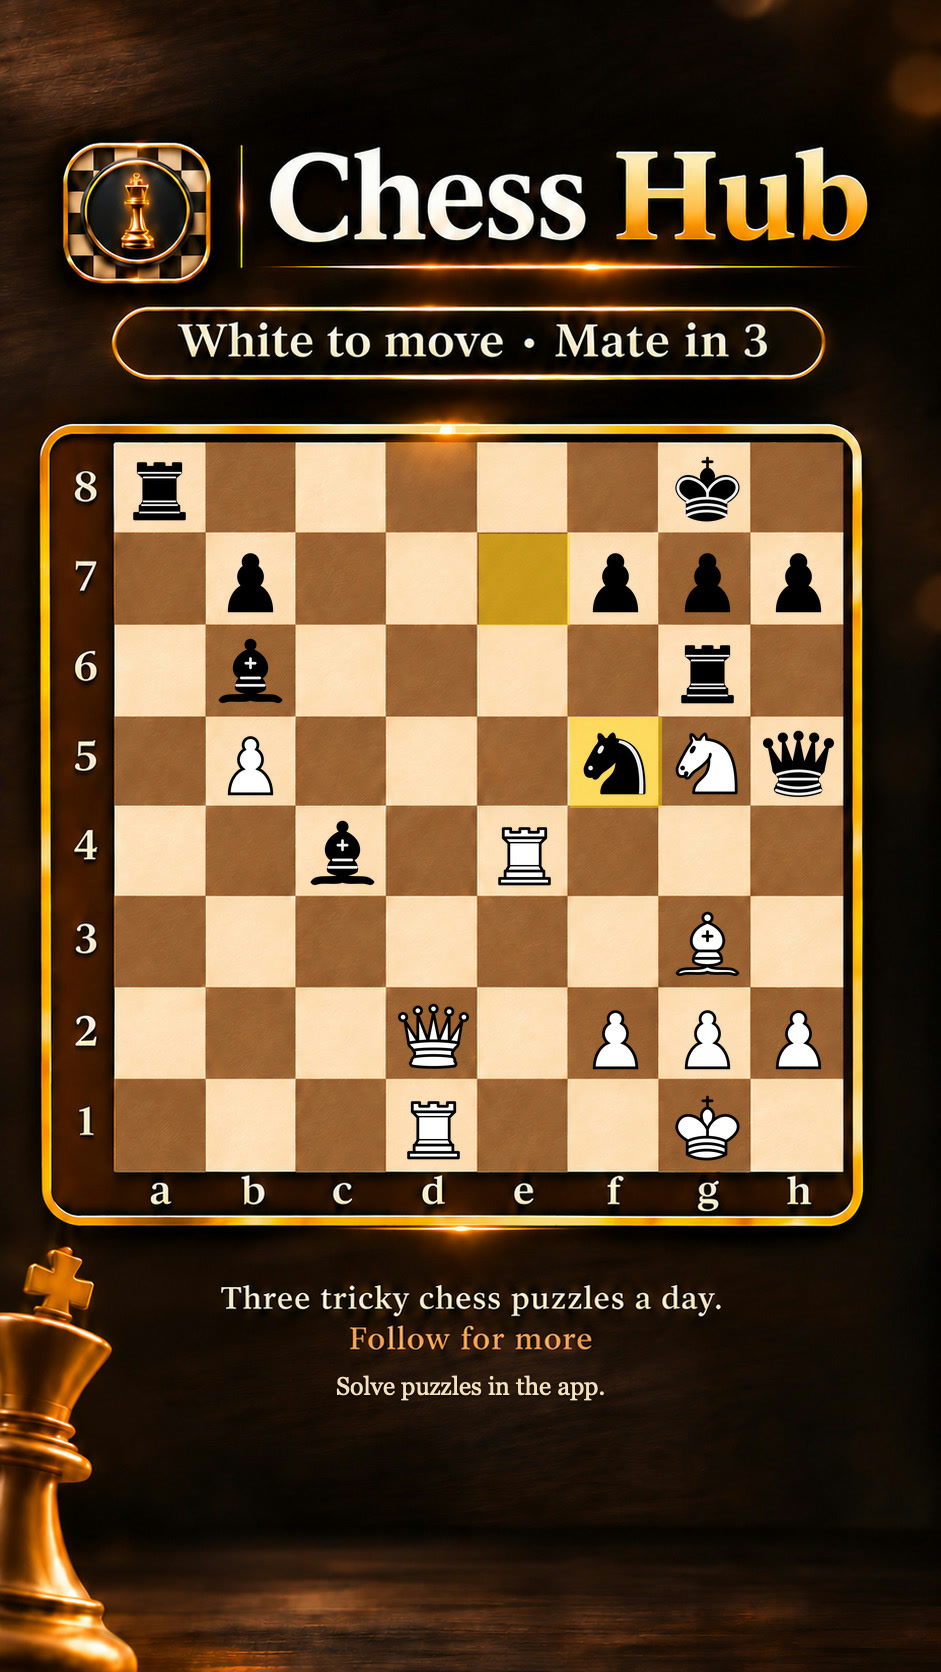 Chess Hub
White to move • Mate in 3
8
7
6
5
4
3
2
1
a b c d e f g h
Three tricky chess puzzles a day.
Follow for more
Solve puzzles in the app.